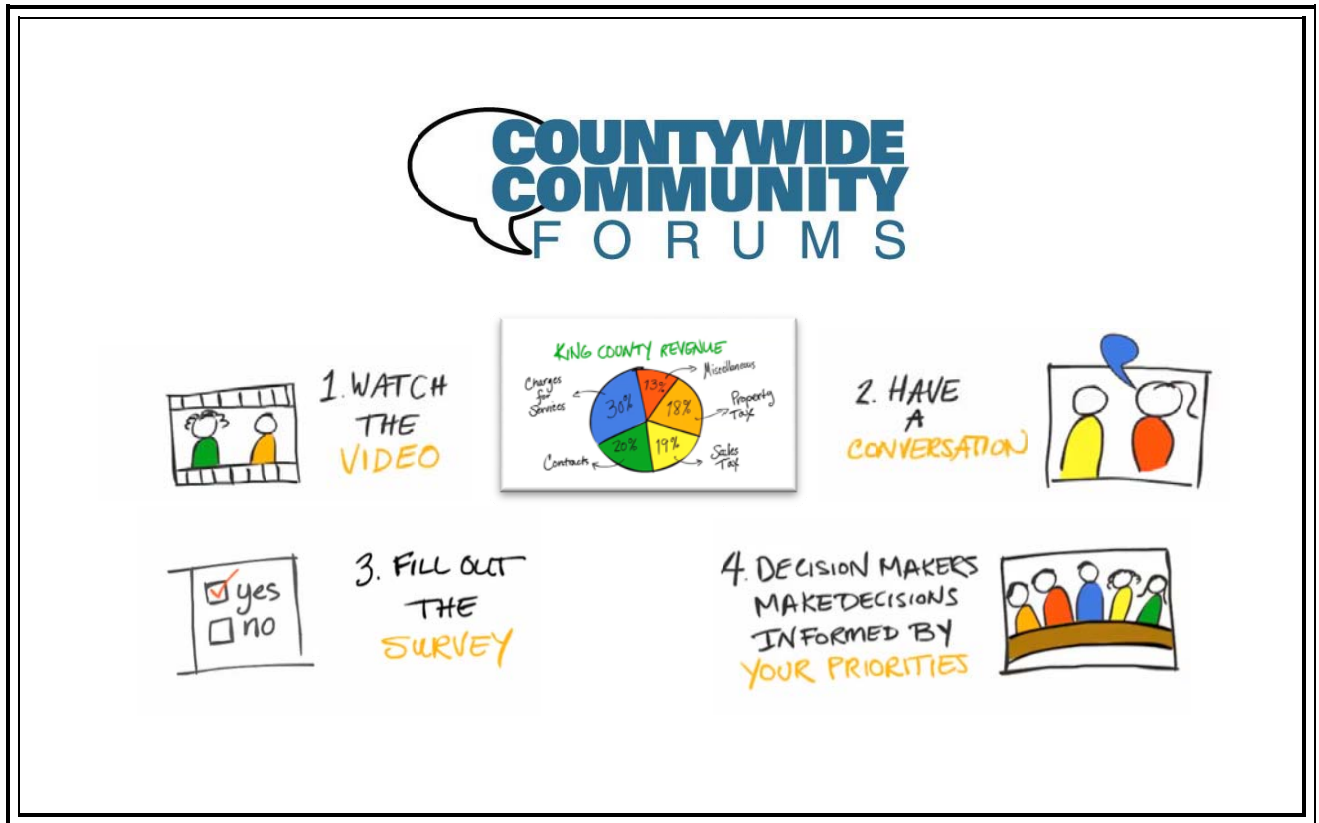 COUNTYWIDE
COMMUNITY
FORUMS
1. WATCH
THE
VIDEO
KING COUNTY REVENUE
Charges
for
Services
30%
13%
Miscellaneous
18%
Property
Tax
20%
Contracts
19%
Sales
Tax
2. HAVE
A
CONVERSATION
yes
no
3. FILL OUT
THE
SURVEY
4. DECISION MAKERS
MAKE DECISIONS
INFORMED BY
YOUR PRIORITIES